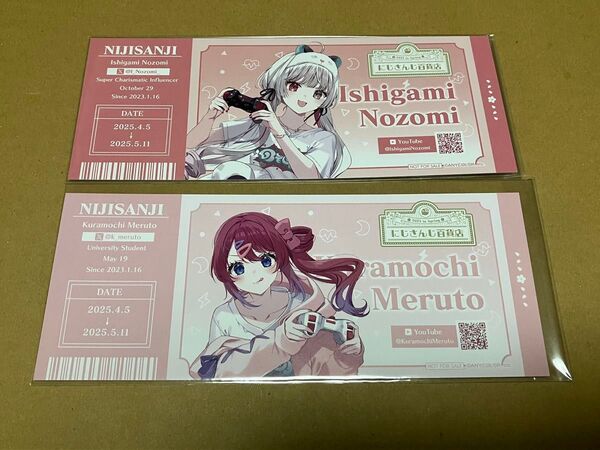 NIJISANJI
Ishigami Nozomi
@I_Nozomi
Super Charismatic Influencer
October 29
Since 2023.1.16
DATE
2025.4.5
↓
2025.5.11
にじさんじ百貨店
Ishigami
Nozomi
YouTube
@IshigamiNozomi
NOT FOR SALE
NIJISANJI
Kuramochi Meruto
@k_meruto
University Student
May 19
Since 2023.1.16
DATE
2025.4.5
↓
2025.5.11
にじさんじ百貨店
Kuramochi
Meruto
YouTube
@KuramochiMeruto
NOT FOR SALE